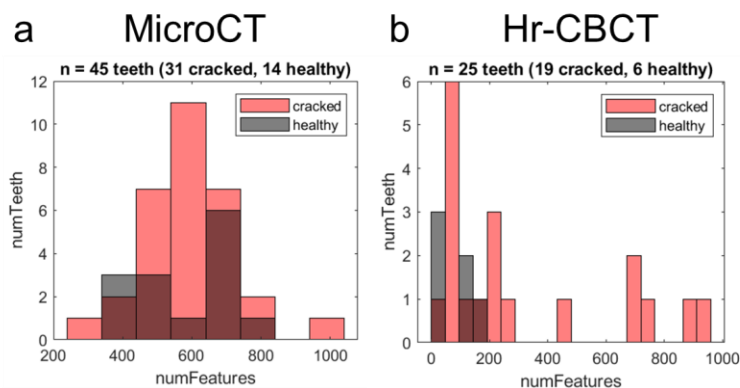 a MicroCT
n = 45 teeth (31 cracked, 14 healthy)
12
10
8
6
4
2
0
numTeeth
cracked
healthy
200 400 600 800 1000
numFeatures
b Hr-CBCT
n = 25 teeth (19 cracked, 6 healthy)
6
5
4
3
2
1
0
numTeeth
cracked
healthy
0 200 400 600 800 1000
numFeatures